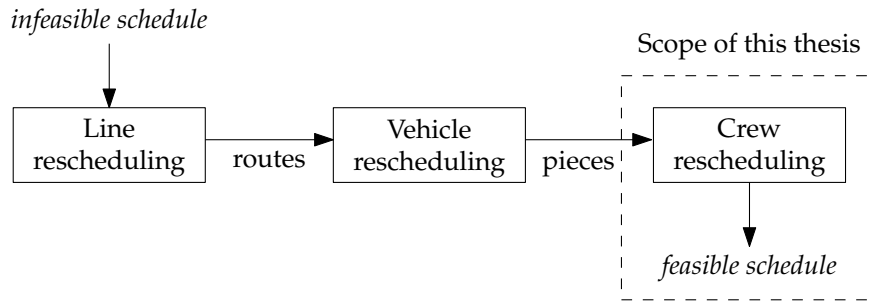 infeasible schedule
Scope of this thesis
Line
rescheduling
routes
Vehicle
rescheduling
pieces
Crew
rescheduling
feasible schedule